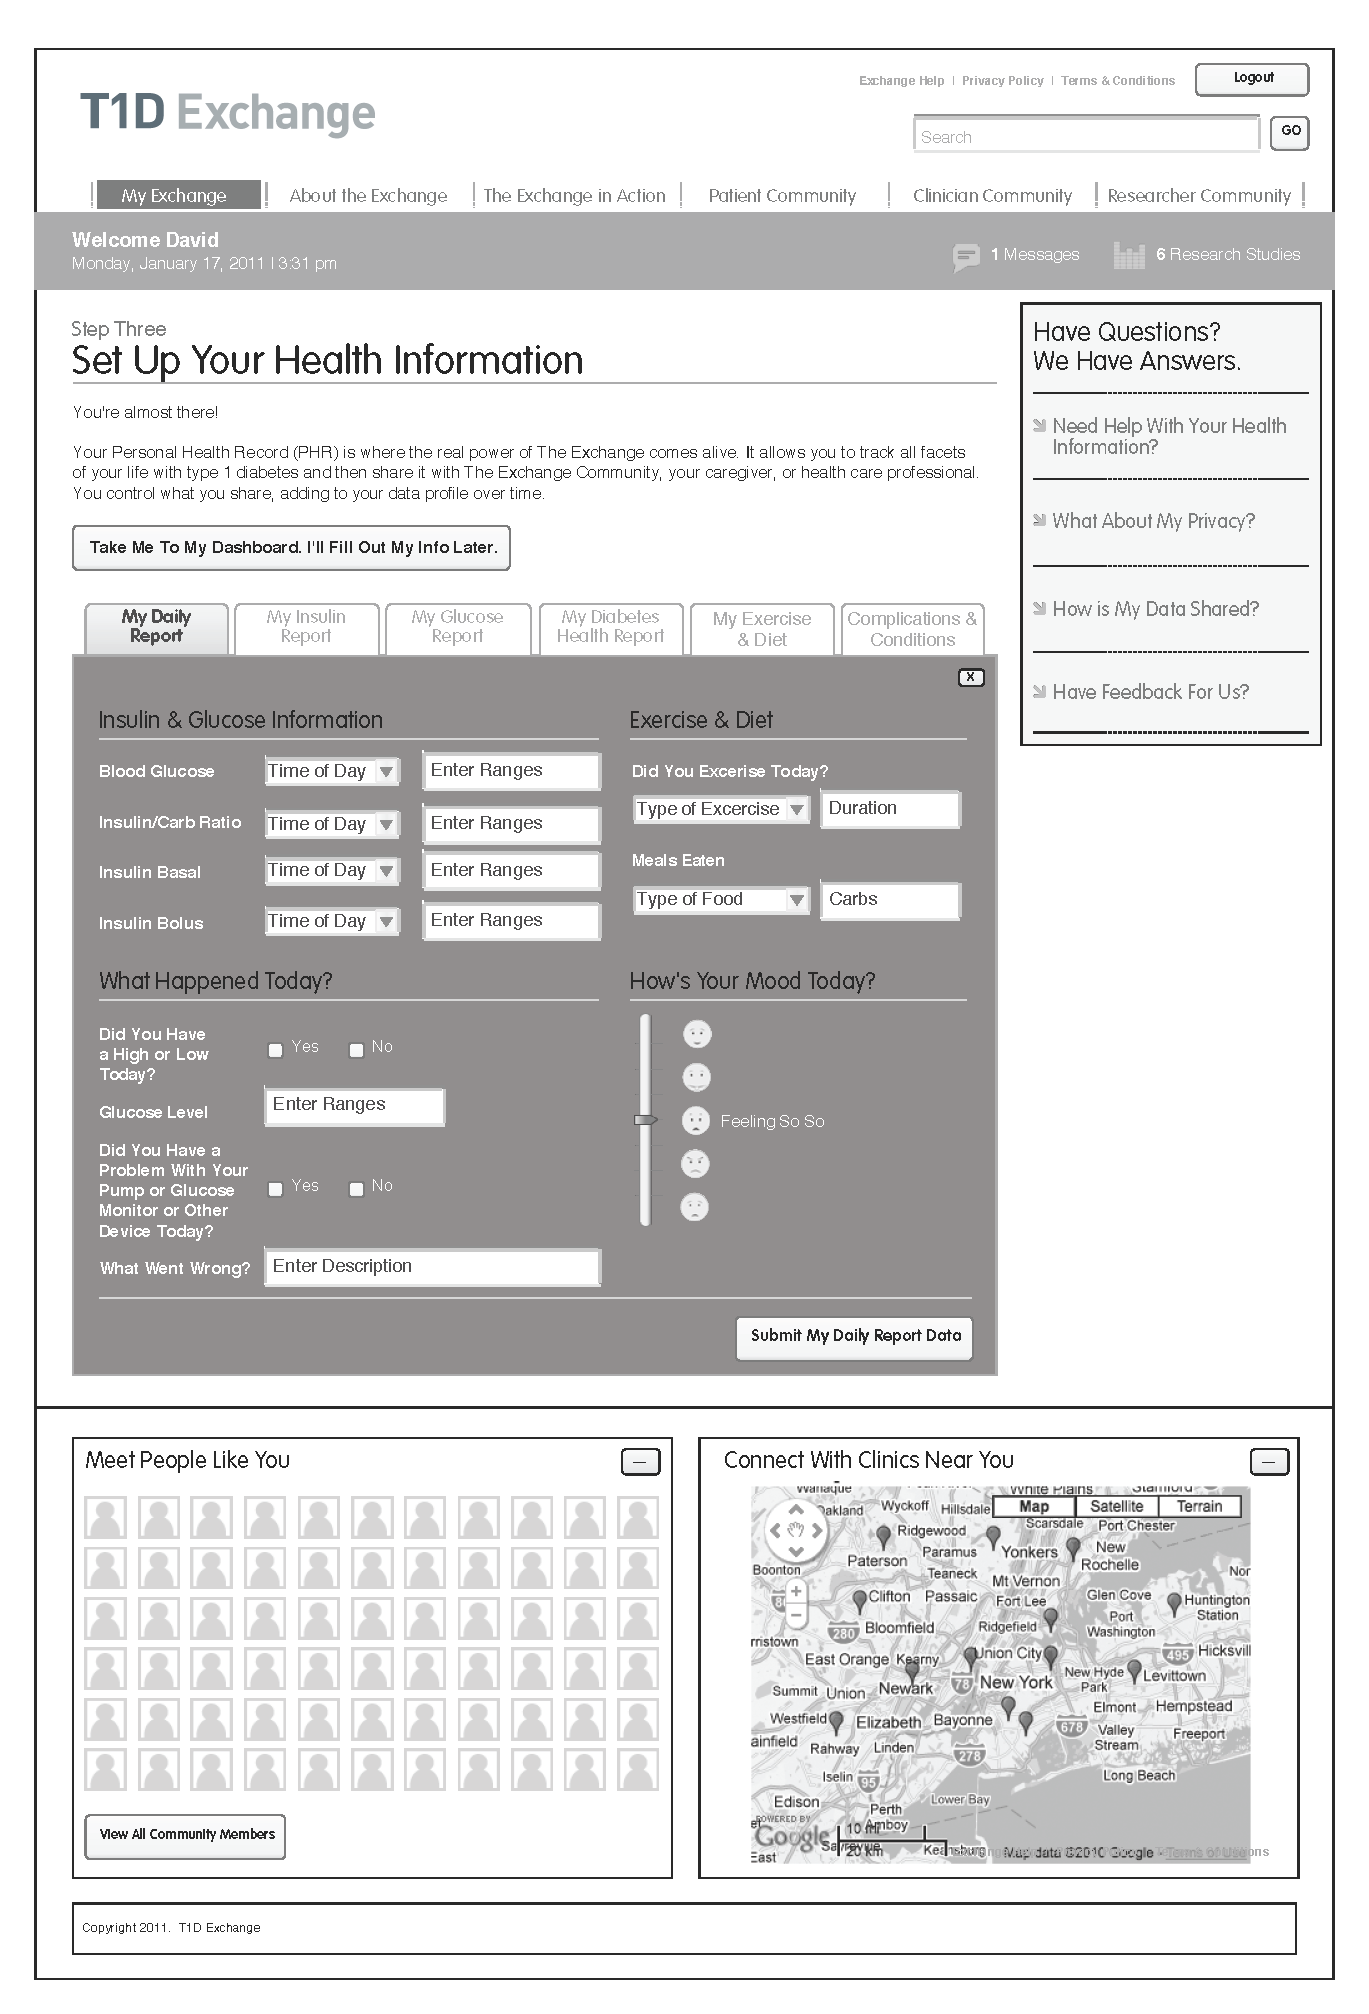 Exchange Help | Privacy Policy | Terms & Conditions
Logout
T1D Exchange
Search
GO
My Exchange
About the Exchange
The Exchange in Action
Patient Community
Clinician Community
Researcher Community
Welcome David
Monday, January 17, 2011 | 3:31 pm
1 Messages
6 Research Studies
Step Three
Set Up Your Health Information
You're almost there!
Your Personal Health Record (PHR) is where the real power of The Exchange comes alive. It allows you to track all facets
of your life with type 1 diabetes and then share it with The Exchange Community, your caregiver, or health care professional.
You control what you share, adding to your data profile over time.
Take Me To My Dashboard. I'll Fill Out My Info Later.
Have Questions?
We Have Answers.
Need Help With Your Health
Information?
What About My Privacy?
How is My Data Shared?
Have Feedback For Us?
My Daily
Report
My Insulin
Report
My Glucose
Report
My Diabetes
Health Report
My Exercise
& Diet
Complications &
Conditions
X
Insulin & Glucose Information
Blood Glucose
Time of Day
Enter Ranges
Insulin/Carb Ratio
Time of Day
Enter Ranges
Insulin Basal
Time of Day
Enter Ranges
Insulin Bolus
Time of Day
Enter Ranges
Exercise & Diet
Did You Excerise Today?
Type of Excercise
Duration
Meals Eaten
Type of Food
Carbs
What Happened Today?
Did You Have
a High or Low
Today?
Yes
No
Glucose Level
Enter Ranges
Did You Have a
Problem With Your
Pump or Glucose
Monitor or Other
Device Today?
Yes
No
What Went Wrong?
Enter Description
How's Your Mood Today?
Feeling So So
Submit My Daily Report Data
Meet People Like You
View All Community Members
Connect With Clinics Near You
Wanaque
White Plains
Stamford
Oakland
Wyckoff
Hillsdale
Map
Satellite
Terrain
Scarsdale
Port Chester
Ridgewood
Paterson
Paramus
Yonkers
New
Rochelle
Boonton
Teaneck
Mt Vernon
Nor
Clifton
Passaic
Fort Lee
Glen Cove
Huntington
Station
280
Bloomfield
Ridgefield
Port
Washington
rristown
East Orange
Kearny
Union City
495
Hicksvill
Summit
Union
Newark
78
New York
New Hyde
Park
Levittown
Elmont
Hempstead
Westfield
Elizabeth
Bayonne
678
Valley
Stream
Freeport
ainfield
Rahway
Linden
278
Iselin
95
Long Beach
Edison
Lower Bay
Perth
Amboy
POWERED BY
Google
10 mi
20 km
Sayreville
Keansburg
East
Map data ©2010 Google - Terms of Use
Copyright 2011. T1D Exchange